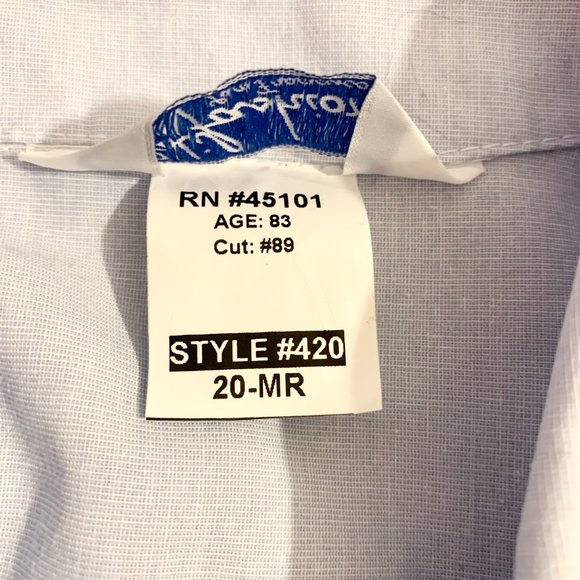 RN #45101
AGE: 83
Cut: #89
STYLE #420
20-MR